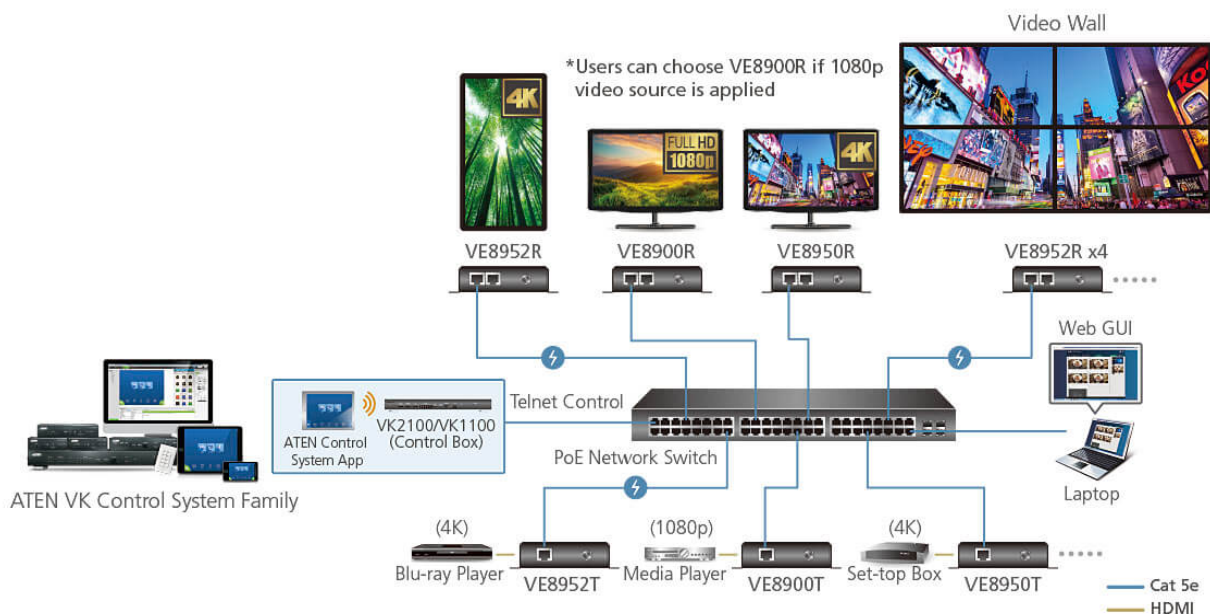 Video Wall
*Users can choose VE8900R if 1080p
video source is applied
4K
FULL HD
1080p
4K
VE8952R
VE8900R
VE8950R
VE8952R x4
Web GUI
Telnet Control
ATEN Control
System App
VK2100/VK1100
(Control Box)
PoE Network Switch
Laptop
ATEN VK Control System Family
(4K)
(1080p)
(4K)
Blu-ray Player
VE8952T
Media Player
VE8900T
Set-top Box
VE8950T
Cat 5e
HDMI